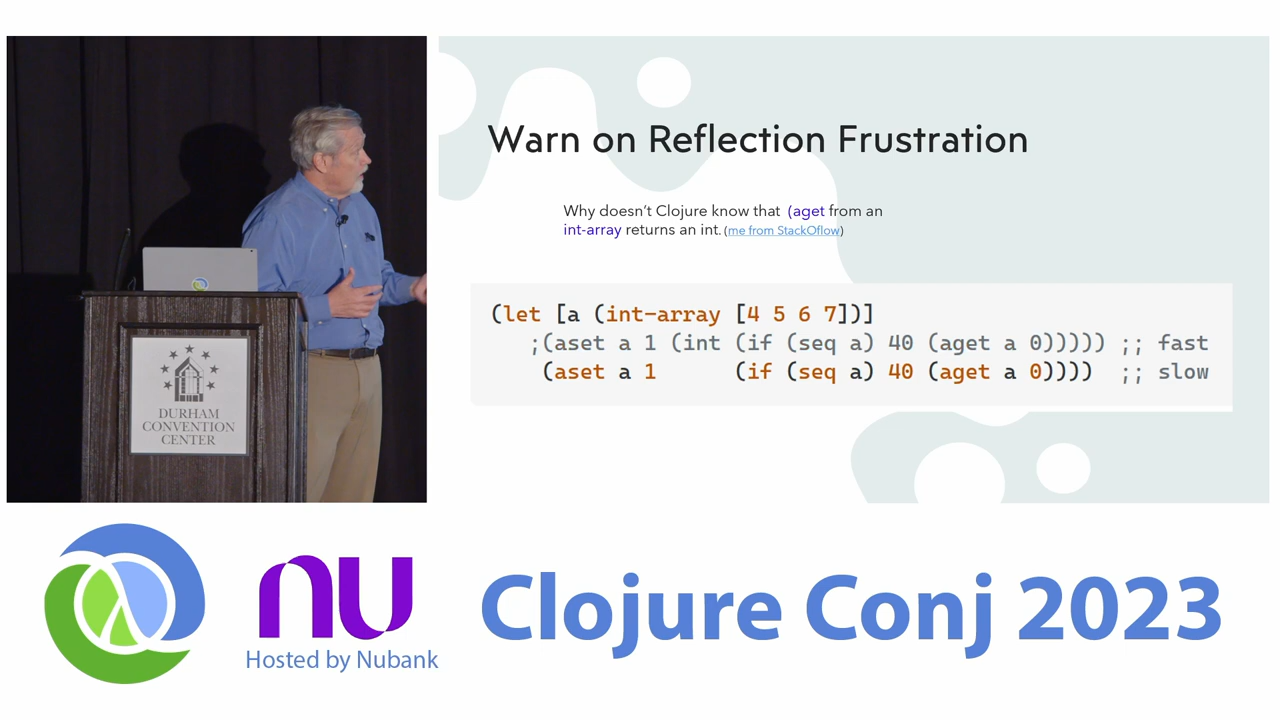 Warn on Reflection Frustration
Why doesn’t Clojure know that (aget from an
int-array returns an int. (me from StackOflow)
(let [a (int-array [4 5 6 7])]
;(aset a 1 (int (if (seq a) 40 (aget a 0))))) ;; fast
(aset a 1 (if (seq a) 40 (aget a 0)))) ;; slow
DURHAM
CONVENTION
CENTER
nu
Hosted by Nubank
Clojure Conj 2023